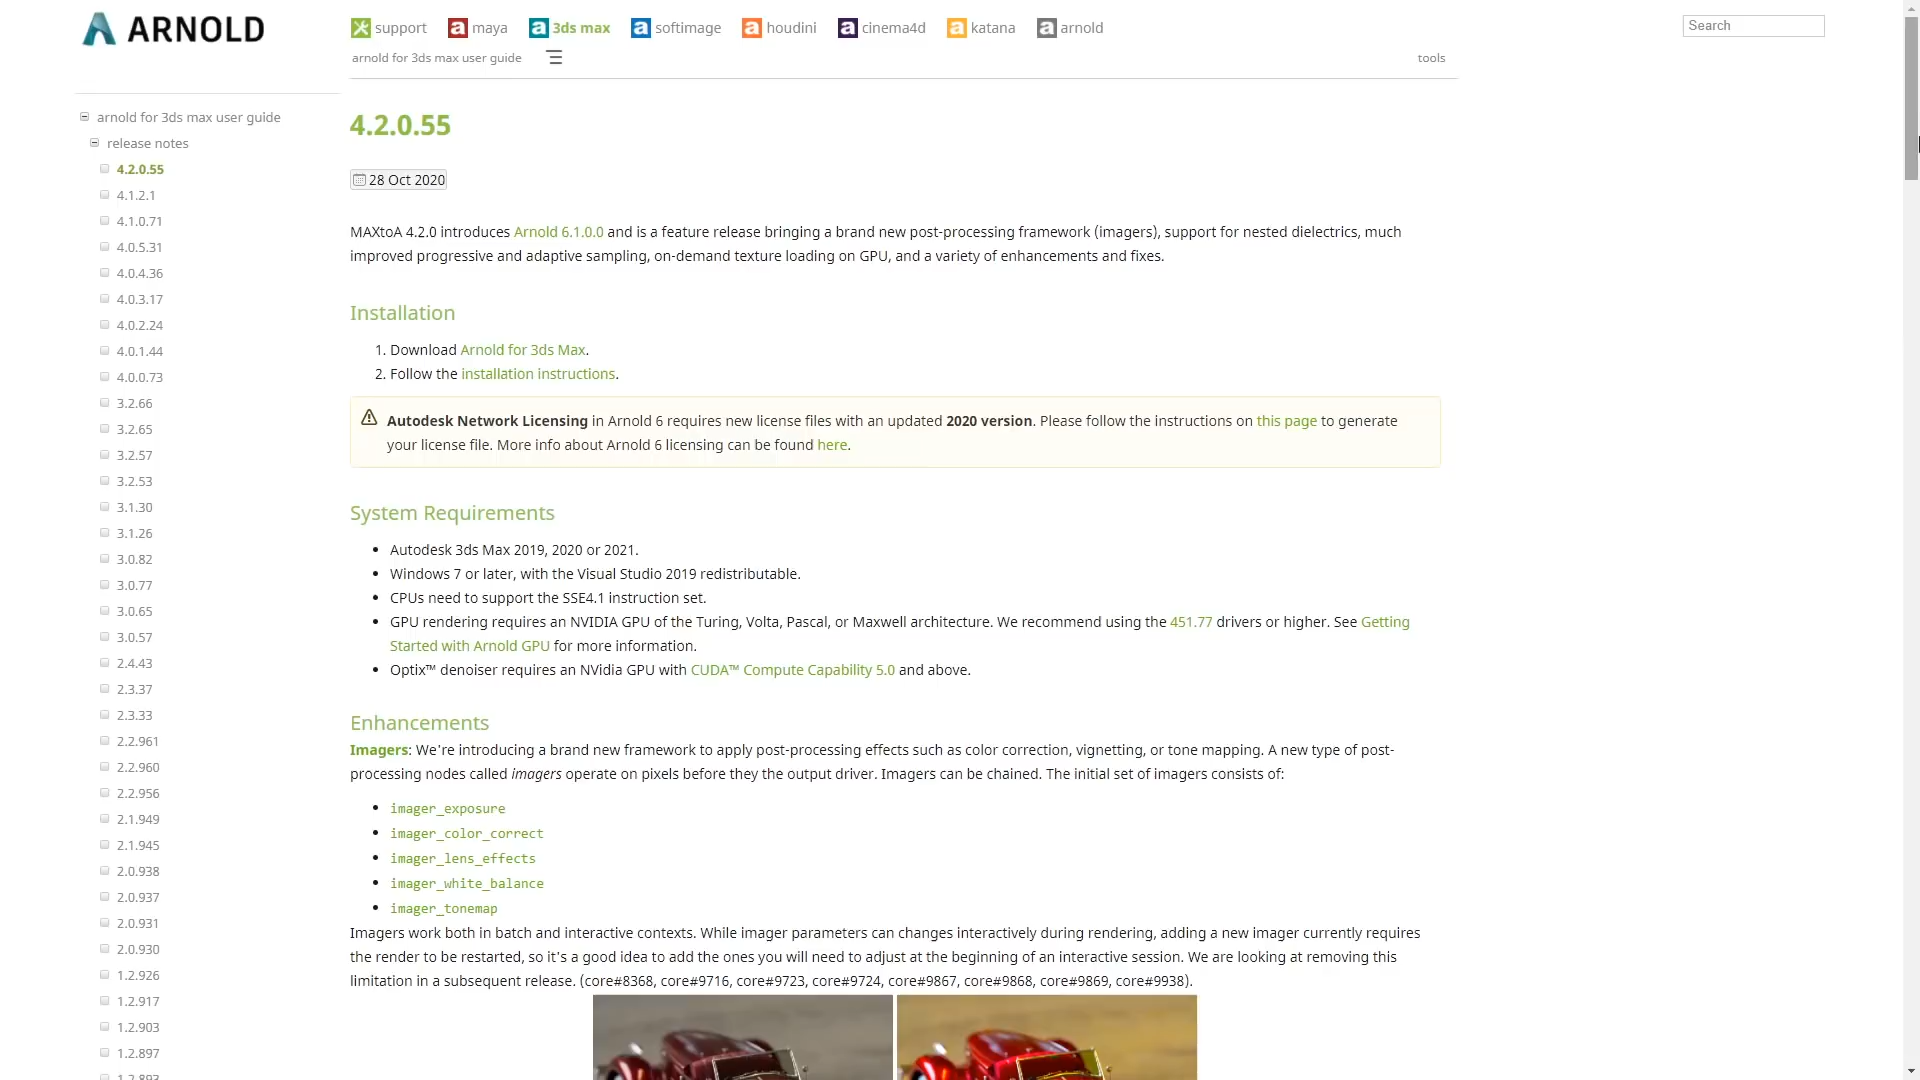 ARNOLD
support maya 3ds max softimage houdini cinema4d katana arnold
Search
arnold for 3ds max user guide
tools
arnold for 3ds max user guide
release notes
4.2.0.55
4.1.2.1
4.1.0.71
4.0.5.31
4.0.4.36
4.0.3.17
4.0.2.24
4.0.1.44
4.0.0.73
3.2.66
3.2.65
3.2.57
3.2.53
3.1.30
3.1.26
3.0.82
3.0.77
3.0.65
3.0.57
2.4.43
2.3.37
2.3.33
2.2.961
2.2.960
2.2.956
2.1.949
2.1.945
2.0.938
2.0.937
2.0.931
2.0.930
1.2.926
1.2.917
1.2.903
1.2.897
1.2.893
4.2.0.55
28 Oct 2020
MAXtoA 4.2.0 introduces Arnold 6.1.0.0 and is a feature release bringing a brand new post-processing framework (imagers), support for nested dielectrics, much
improved progressive and adaptive sampling, on-demand texture loading on GPU, and a variety of enhancements and fixes.
Installation
1. Download Arnold for 3ds Max.
2. Follow the installation instructions.
Autodesk Network Licensing in Arnold 6 requires new license files with an updated 2020 version. Please follow the instructions on this page to generate
your license file. More info about Arnold 6 licensing can be found here.
System Requirements
• Autodesk 3ds Max 2019, 2020 or 2021.
• Windows 7 or later, with the Visual Studio 2019 redistributable.
• CPUs need to support the SSE4.1 instruction set.
• GPU rendering requires an NVIDIA GPU of the Turing, Volta, Pascal, or Maxwell architecture. We recommend using the 451.77 drivers or higher. See Getting
Started with Arnold GPU for more information.
• Optix™ denoiser requires an NVidia GPU with CUDA™ Compute Capability 5.0 and above.
Enhancements
Imagers: We're introducing a brand new framework to apply post-processing effects such as color correction, vignetting, or tone mapping. A new type of post-
processing nodes called imagers operate on pixels before they the output driver. Imagers can be chained. The initial set of imagers consists of:
• imager_exposure
• imager_color_correct
• imager_lens_effects
• imager_white_balance
• imager_tonemap
Imagers work both in batch and interactive contexts. While imager parameters can changes interactively during rendering, adding a new imager currently requires
the render to be restarted, so it's a good idea to add the ones you will need to adjust at the beginning of an interactive session. We are looking at removing this
limitation in a subsequent release. (core#8368, core#9716, core#9723, core#9724, core#9867, core#9868, core#9869, core#9938).